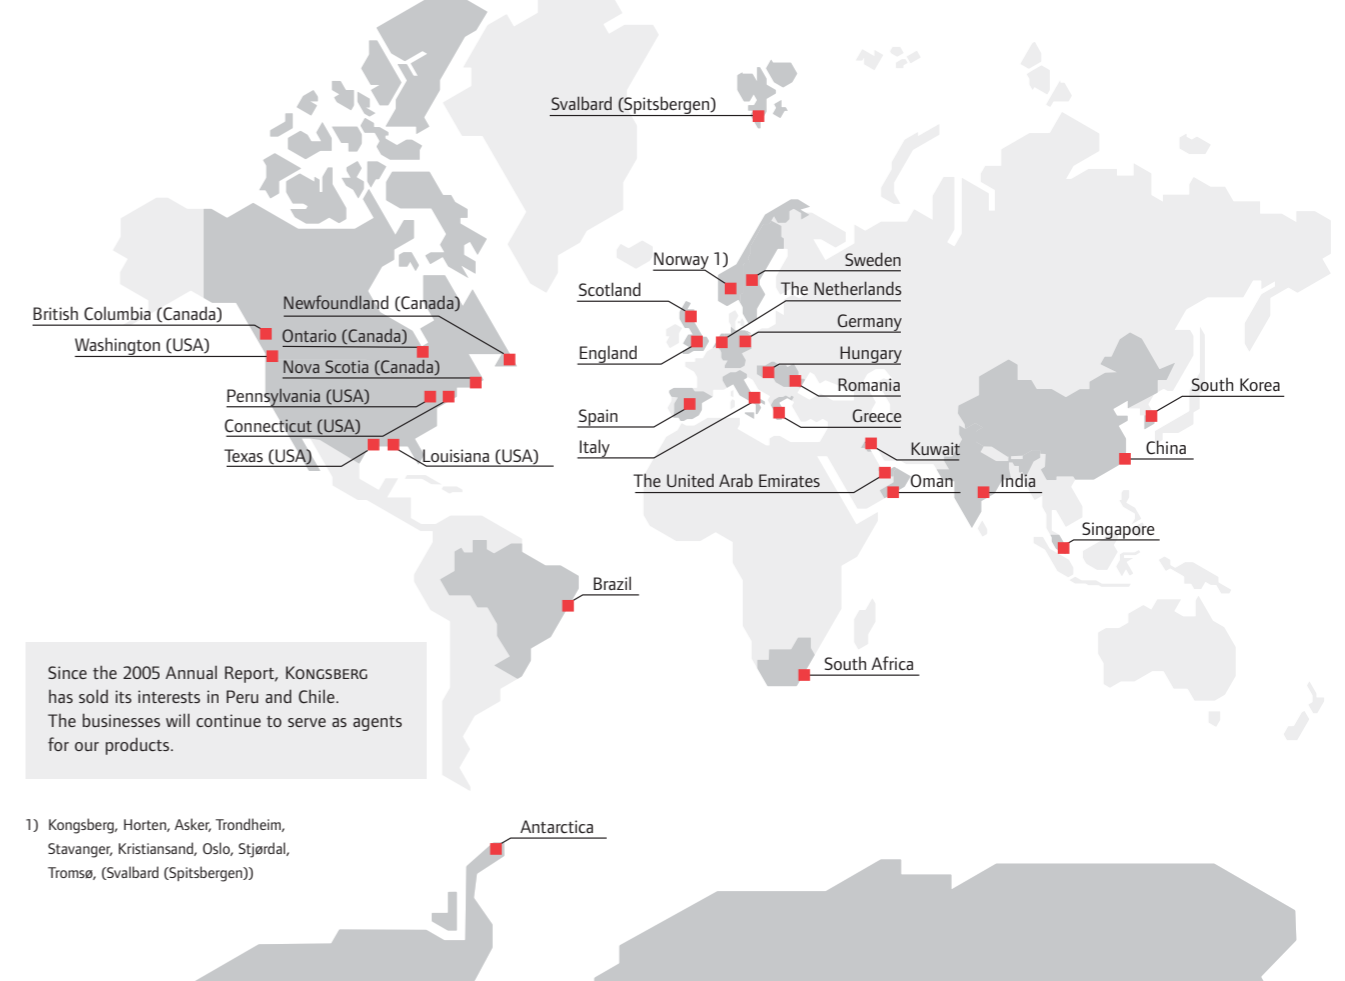 Svalbard (Spitsbergen)
Norway 1)
Sweden
Scotland
The Netherlands
British Columbia (Canada)
Newfoundland (Canada)
Germany
Washington (USA)
Ontario (Canada)
England
Hungary
Nova Scotia (Canada)
Romania
South Korea
Pennsylvania (USA)
Spain
Greece
Connecticut (USA)
Italy
Kuwait
China
Texas (USA)
Louisiana (USA)
The United Arab Emirates
Oman
India
Singapore
Brazil
South Africa
Since the 2005 Annual Report, KONGSBERG
has sold its interests in Peru and Chile.
The businesses will continue to serve as agents
for our products.
1) Kongsberg, Horten, Asker, Trondheim,
Stavanger, Kristiansand, Oslo, Stjørdal,
Tromsø, (Svalbard (Spitsbergen))
Antarctica